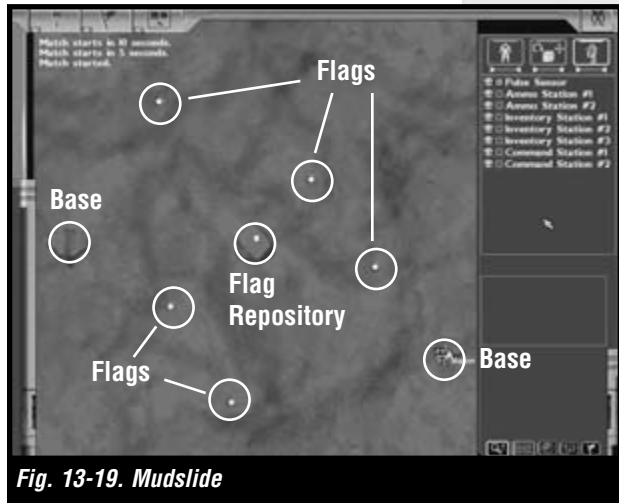 Match starts in 10 seconds.
Match starts in 5 seconds.
Match started.
Flags
Base
Flag
Repository
Flags
Base
Pulse Sensor
Ammo Station #1
Ammo Station #2
Inventory Station #1
Inventory Station #2
Inventory Station #3
Command Station #1
Command Station #2
Fig. 13-19. Mudslide